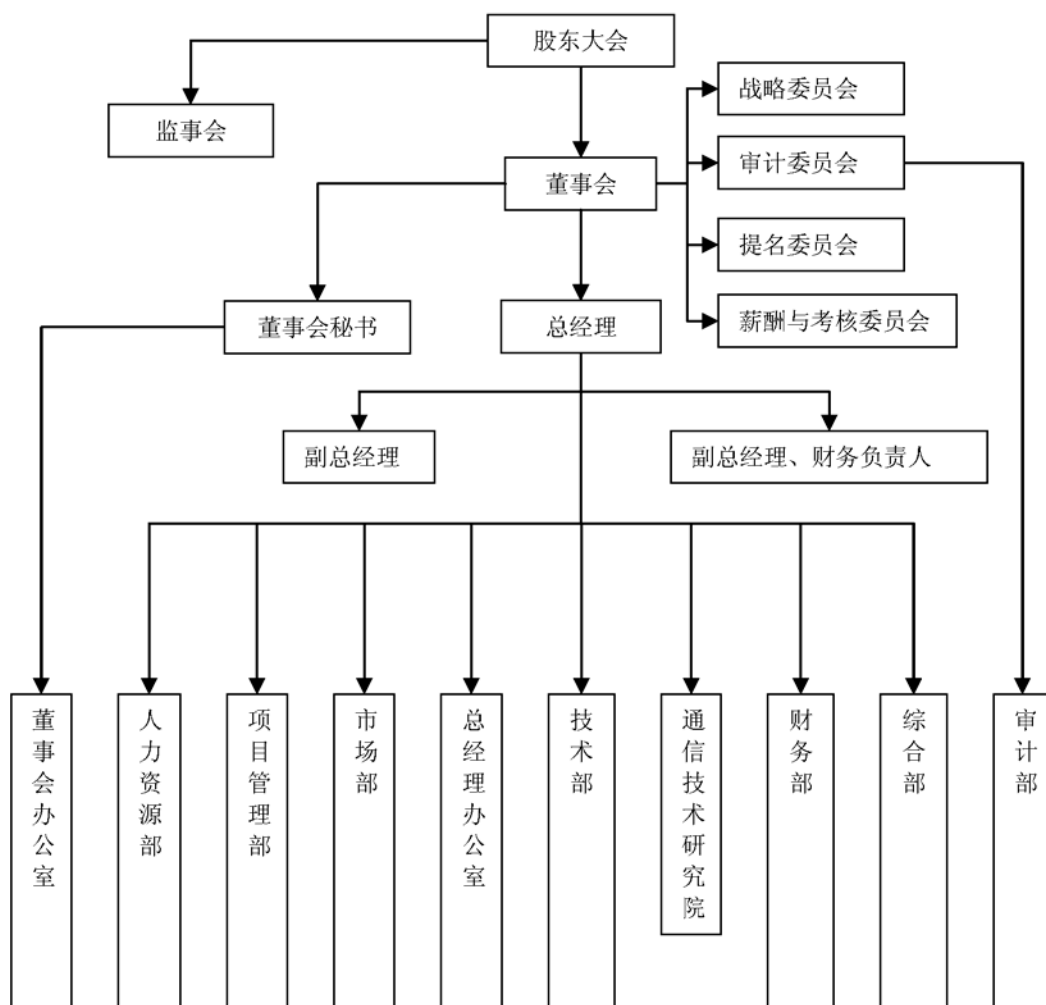 股东大会
战略委员会
监事会
审计委员会
董事会
提名委员会
董事会秘书
总经理
薪酬与考核委员会
副总经理
副总经理、财务负责人
董事会办公室
人力资源部
项目管理部
市场部
总经理办公室
技术部
通信技术研究院
财务部
综合部
审计部